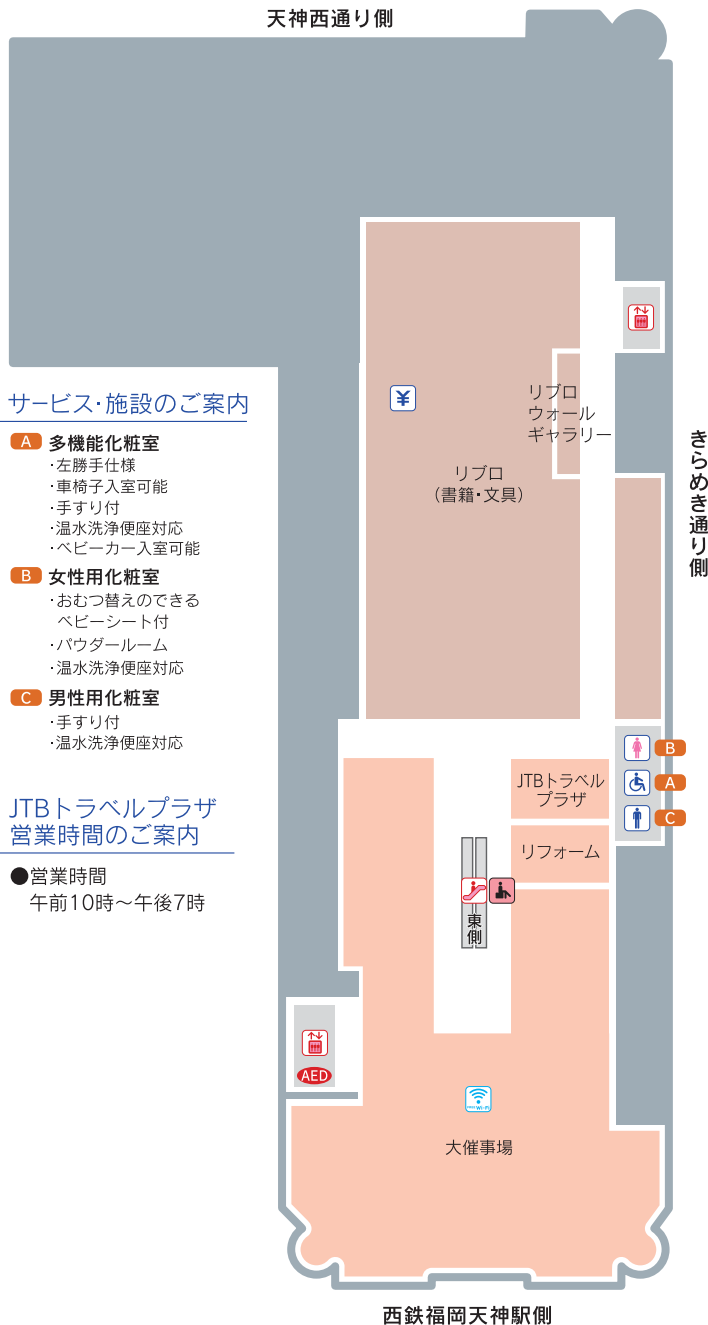 天神西通り側
リブロ
ウォール
ギャラリー
リブロ
(書籍・文具)
きらめき通り側
サービス・施設のご案内
A 多機能化粧室
・左勝手仕様
・車椅子入室可能
・手すり付
・温水洗浄便座対応
・ベビーカー入室可能
B 女性用化粧室
・おむつ替えのできる
ベビーシート付
・パウダールーム
・温水洗浄便座対応
C 男性用化粧室
・手すり付
・温水洗浄便座対応
B
A
C
JTBトラベル
プラザ
リフォーム
東側
JTBトラベルプラザ
営業時間のご案内
●営業時間
午前10時～午後7時
AED
Wi-Fi
大催事場
西鉄福岡天神駅側